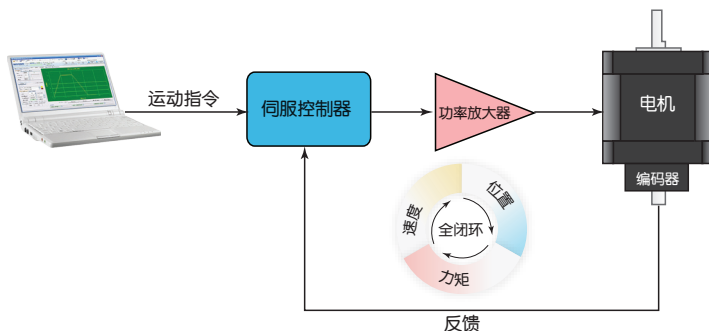 运动指令
伺服控制器
功率放大器
电机
编码器
位置
速度
全闭环
力矩
反馈